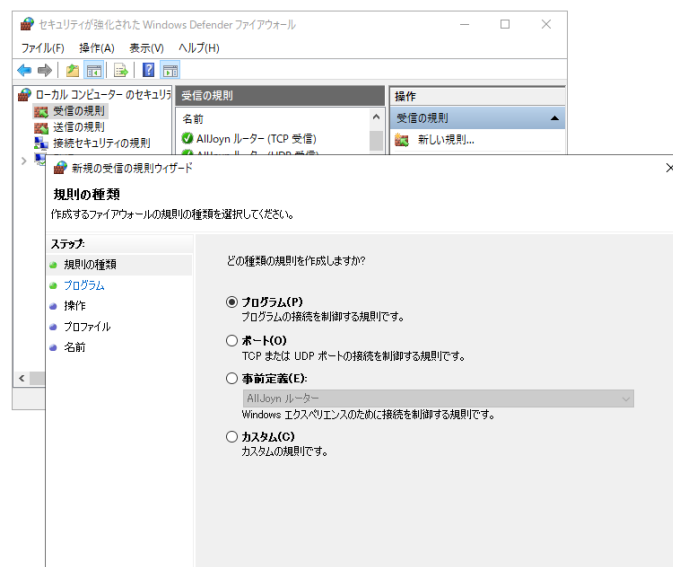 セキュリティが強化された Windows Defender ファイアウォール
ファイル(F) 操作(A) 表示(V) ヘルプ(H)
ローカル コンピューター のセキュリテ
受信の規則
送信の規則
接続セキュリティの規則
受信の規則
名前
AllJoyn ルーター (TCP 受信)
操作
受信の規則
新しい規則...
新規の受信の規則ウィザード
規則の種類
作成するファイアウォールの規則の種類を選択してください。
ステップ:
規則の種類
プログラム
操作
プロファイル
名前
どの種類の規則を作成しますか?
プログラム(P)
プログラムの接続を制御する規則です。
ポート(O)
TCP または UDP ポートの接続を制御する規則です。
事前定義(E):
AllJoyn ルーター
Windows エクスペリエンスのために接続を制御する規則です。
カスタム(C)
カスタムの規則です。